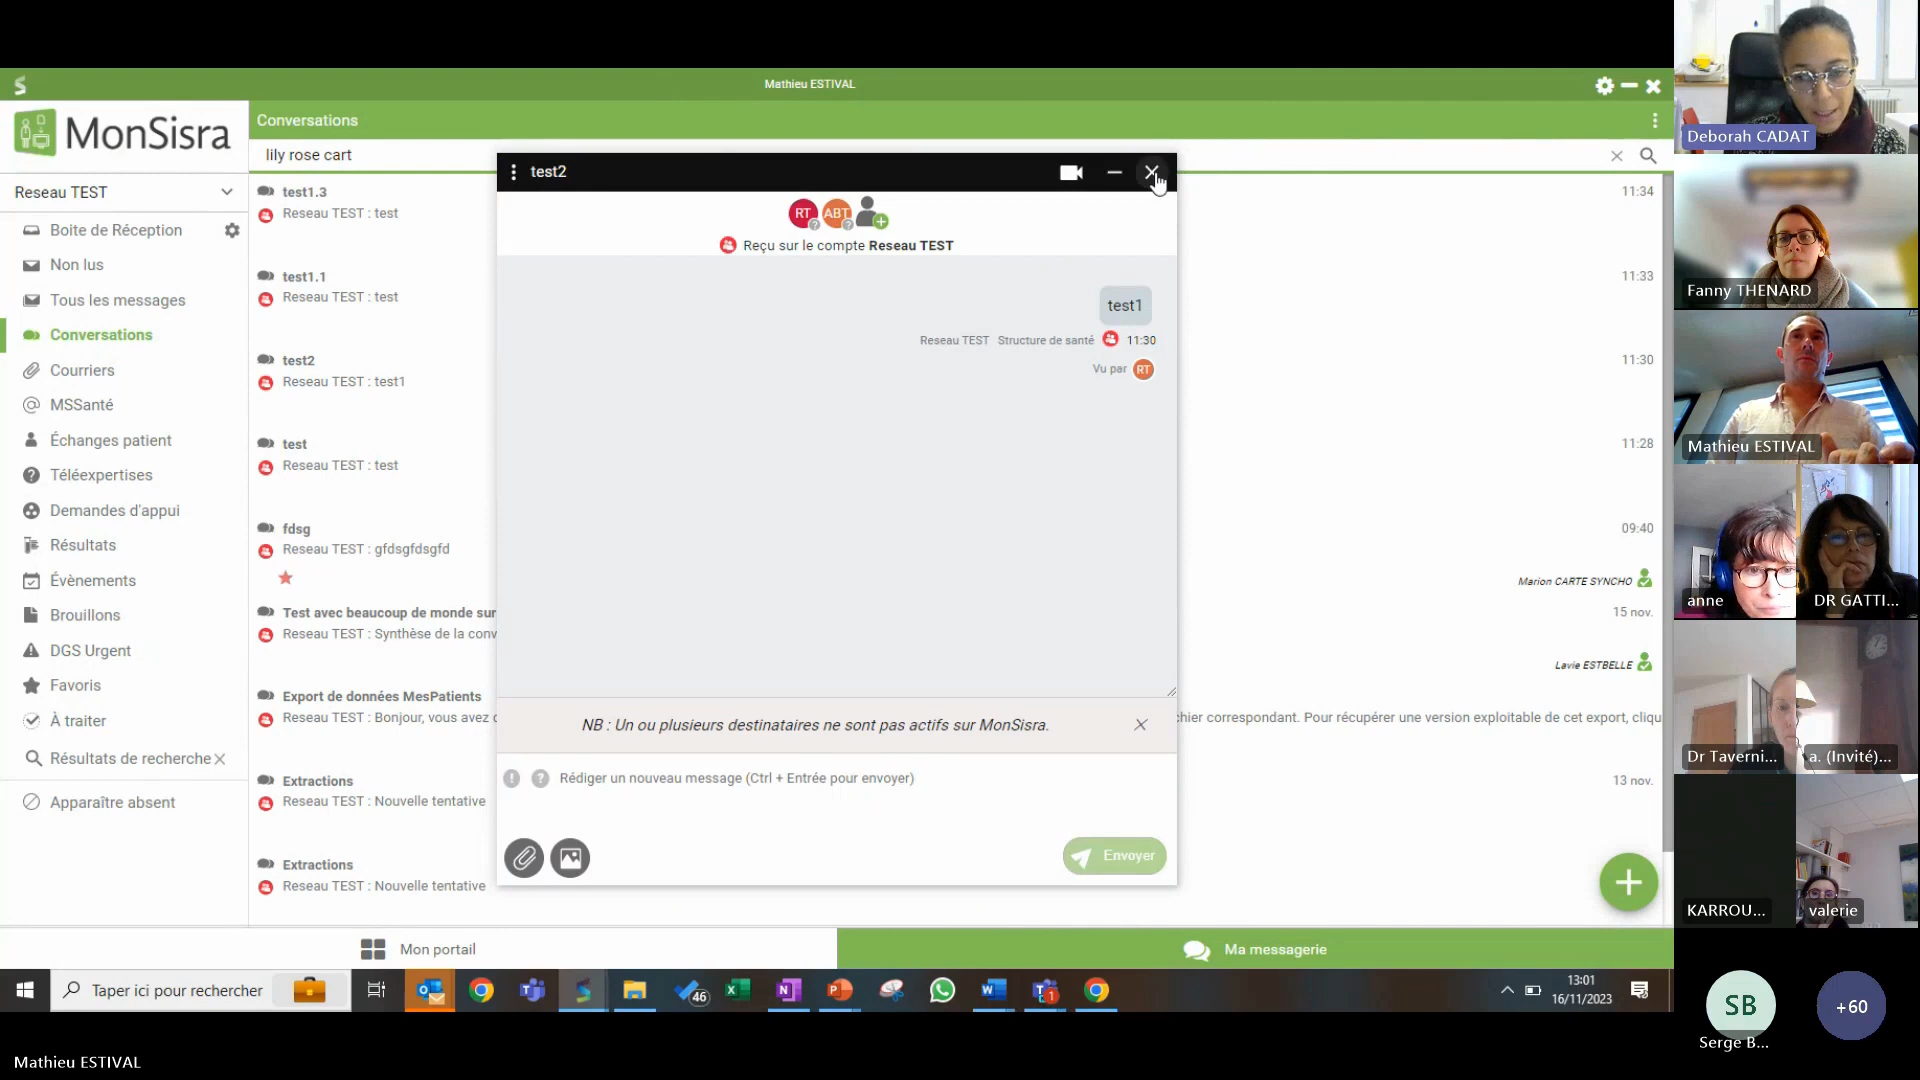 Mathieu ESTIVAL
MonSisra
Conversations
lily rose cart
Reseau TEST
Boite de Réception
Non lus
Tous les messages
Conversations
Courriers
MSSanté
Échanges patient
Téléexpertises
Demandes d'appui
Résultats
Évènements
Brouillons
DGS Urgent
Favoris
À traiter
Résultats de recherche
Apparaître absent
test1.3
11:34
Reseau TEST : test
test1.1
11:33
Reseau TEST : test
test2
11:30
Reseau TEST : test1
test
11:28
Reseau TEST : test
fdsg
09:40
Reseau TEST : gfdsgfdsgfd
Marion CARTE SYNCHO
Test avec beaucoup de monde sur
15 nov.
Reseau TEST : Synthèse de la conv
Lavie ESTBELLE
Export de données MesPatients
Reseau TEST : Bonjour, vous avez
hier correspondant. Pour récupérer une version exploitable de cet export, cliqu
Extractions
13 nov.
Reseau TEST : Nouvelle tentative
Extractions
Reseau TEST : Nouvelle tentative
test2
RT
ABT
Reçu sur le compte Reseau TEST
test1
Reseau TEST Structure de santé 11:30
Vu par RT
NB : Un ou plusieurs destinataires ne sont pas actifs sur MonSisra.
Rédiger un nouveau message (Ctrl + Entrée pour envoyer)
Envoyer
Mon portail
Ma messagerie
Taper ici pour rechercher
46
1
13:01
16/11/2023
Deborah CADAT
Fanny THENARD
Mathieu ESTIVAL
anne
DR GATTI...
Dr Taverni...
a. (Invité)...
KARROU...
valerie
SB
Serge B...
+60
Mathieu ESTIVAL